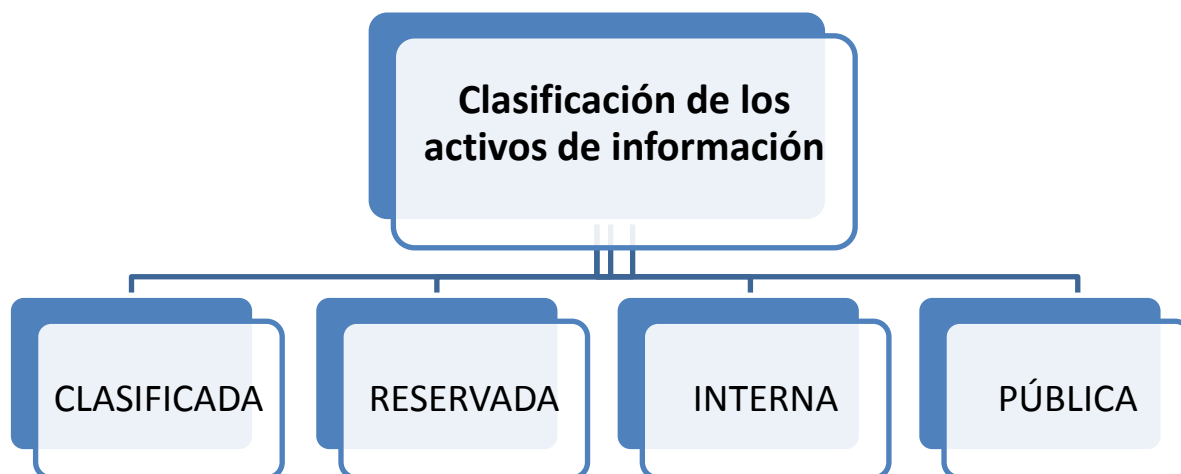 Clasificación de los
activos de información
CLASIFICADA
RESERVADA
INTERNA
PÚBLICA